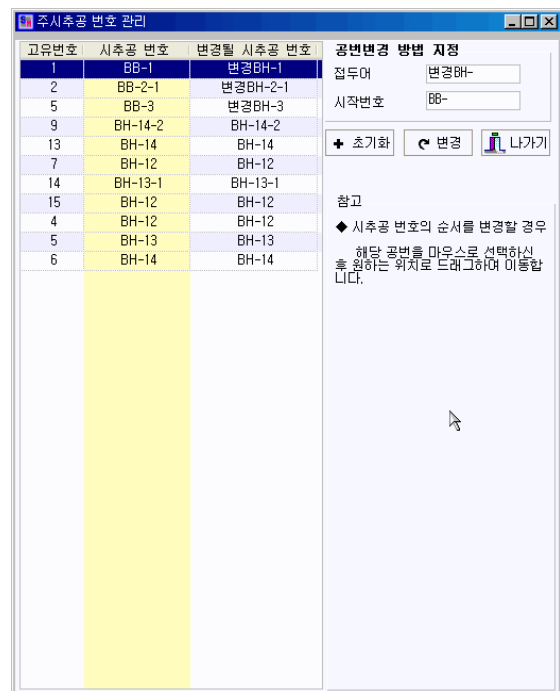 주시추공 번호 관리
고유번호 시추공 번호 변경될 시추공 번호
1 BB-1 변경BH-1
2 BB-2-1 변경BH-2-1
5 BB-3 변경BH-3
9 BH-14-2 BH-14-2
13 BH-14 BH-14
7 BH-12 BH-12
14 BH-13-1 BH-13-1
15 BH-12 BH-12
4 BH-12 BH-12
5 BH-13 BH-13
6 BH-14 BH-14
공번변경 방법 지정
접두어 변경BH-
시작번호 BB-
초기화 변경 나가기
참고
◆ 시추공 번호의 순서를 변경할 경우
해당 공번을 마우스로 선택하신
후 원하는 위치로 드래그하여 이동합
니다.